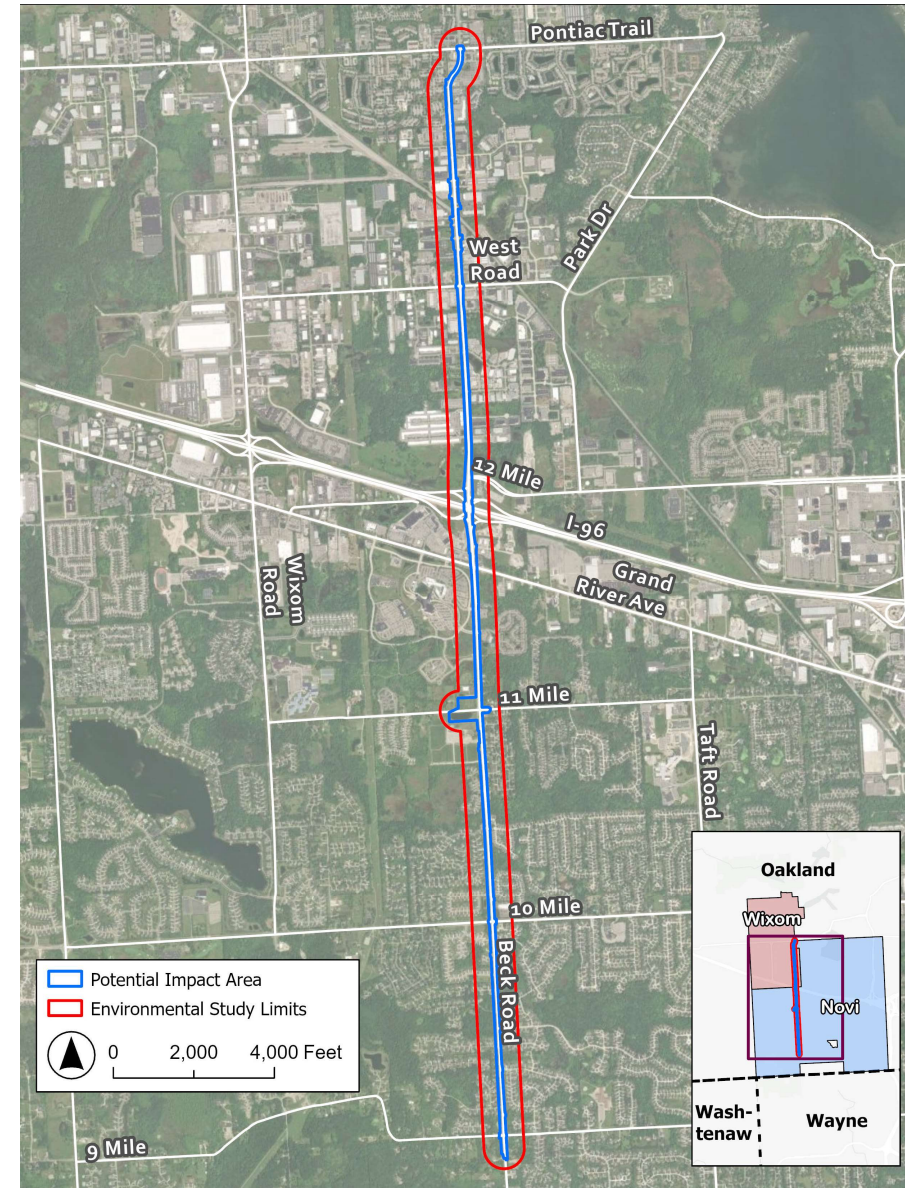 Pontiac Trail
Park Dr
West
Road
12 Mile
I-96
Grand
River Ave
Wixom
Road
11 Mile
Taft Road
10 Mile
Beck Road
9 Mile
Potential Impact Area
Environmental Study Limits
0 2,000 4,000 Feet
Oakland
Wixom
Novi
Wash-
tenaw
Wayne